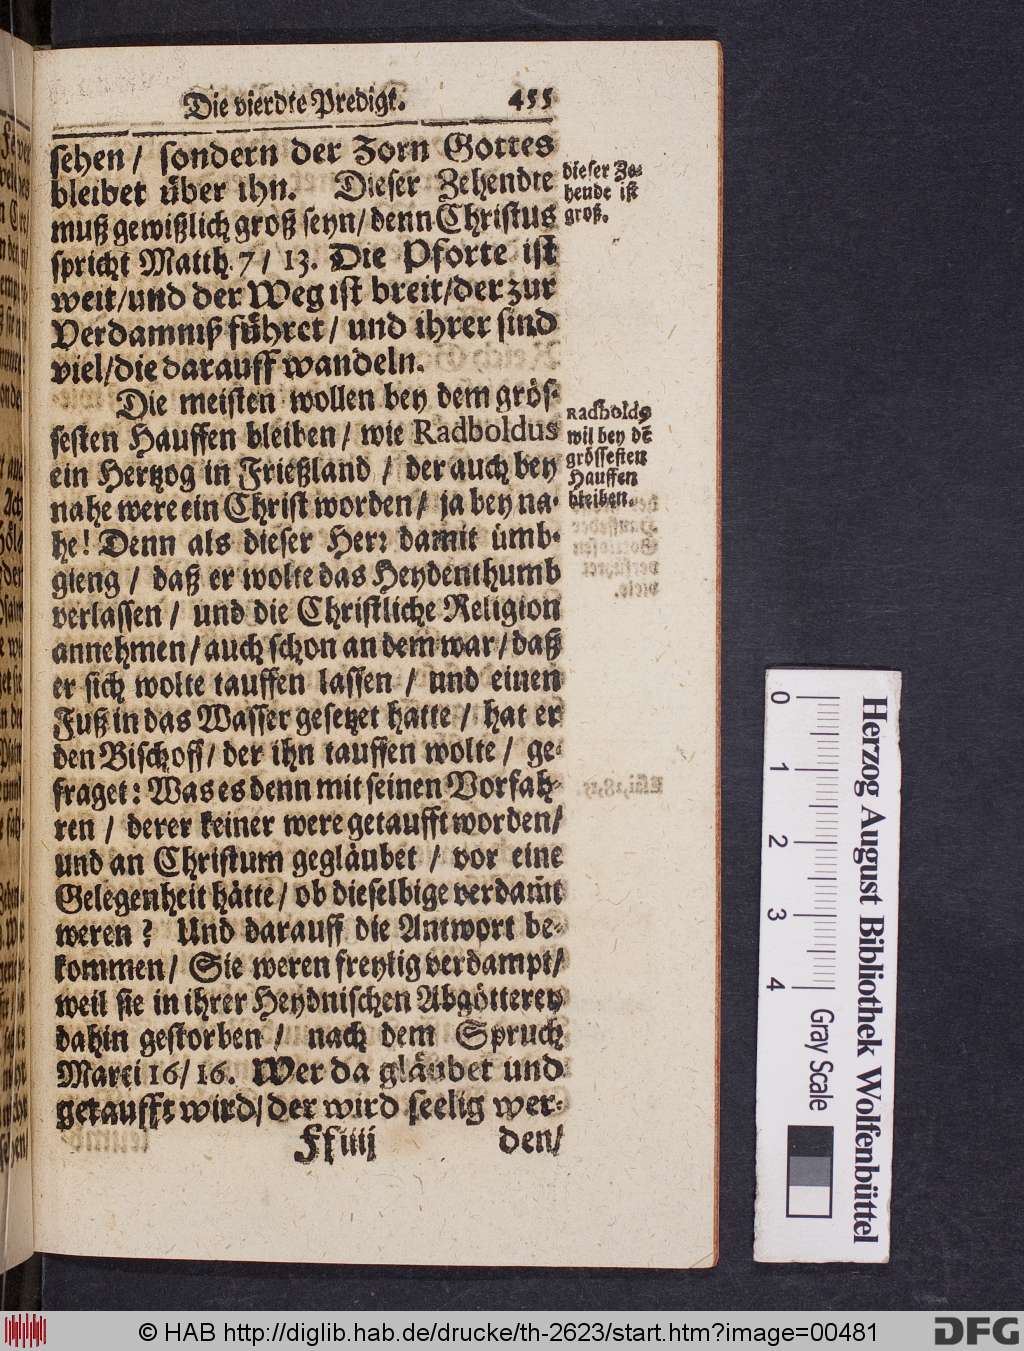 Die vierdte Predigt. 455
sehen / sondern der Zorn Gottes
bleibet über ihn. Dieser Zehendte
muß gewißlich groß seyn / denn Christus
spricht Matth. 7 / 13. Die Pforte ist
weit / und der Weg ist breit / der zur
Verdamniß führet / und ihrer sind
viel / die darauff wandeln.
dieser Ze-
hende ist
groß.
Die meisten wollen bey dem grös-
sesten Hauffen bleiben / wie Radboldus
ein Hertzog in Frießland / der auch bey
nahe were ein Christ worden / ja bey na-
he! Denn als dieser Herr damit ümb-
gieng / daß er wolte das Heydenthumb
verlassen / und die Christliche Religion
annehmen / auch schon an dem war / daß
er sich wolte tauffen lassen / und einen
Fuß in das Wasser gesetzet hatte / hat er
den Bischoff / der ihn tauffen wolte / ge-
fraget: Was es denn mit seinen Vorfah-
ren / derer keiner were getaufft worden /
und an Christum gegläubet / vor eine
Gelegenheit hätte / ob dieselbige verdam̃t
weren? Und darauff die Antwort be-
kommen / Sie weren freylig verdampt /
weil sie in ihrer Heydnischen Abgötterey
dahin gestorben / nach dem Spruch
Marci 16 / 16. Wer da gläubet und
getaufft wird / der wird seelig wer-
Radboldꝰ
wil bey dẽ
grössesten
Hauffen
bleiben.
Ff iiij den /
0 1 2 3 4
Gray Scale
Herzog August Bibliothek Wolfenbüttel
© HAB http://diglib.hab.de/drucke/th-2623/start.htm?image=00481
DFG